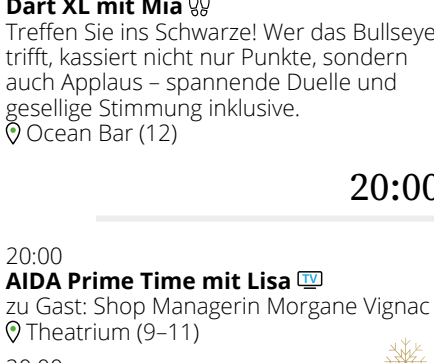 Dart XL mit Mia
Treffen Sie ins Schwarze! Wer das Bullseye
trifft, kassiert nicht nur Punkte, sondern
auch Applaus – spannende Duelle und
gesellige Stimmung inklusive.
Ocean Bar (12)
20:00
20:00
AIDA Prime Time mit Lisa TV
zu Gast: Shop Managerin Morgane Vignac
Theatrium (9–11)